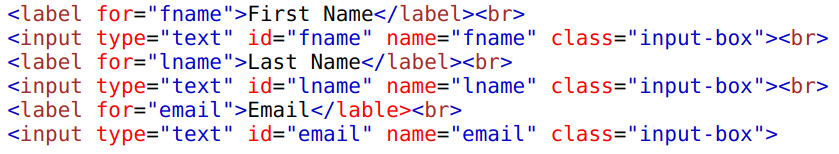 <label for="fname">First Name</label><br>
<input type="text" id="fname" name="fname" class="input-box"><br>
<label for="lname">Last Name</label><br>
<input type="text" id="lname" name="lname" class="input-box"><br>
<label for="email">Email</lable><br>
<input type="text" id="email" name="email" class="input-box">